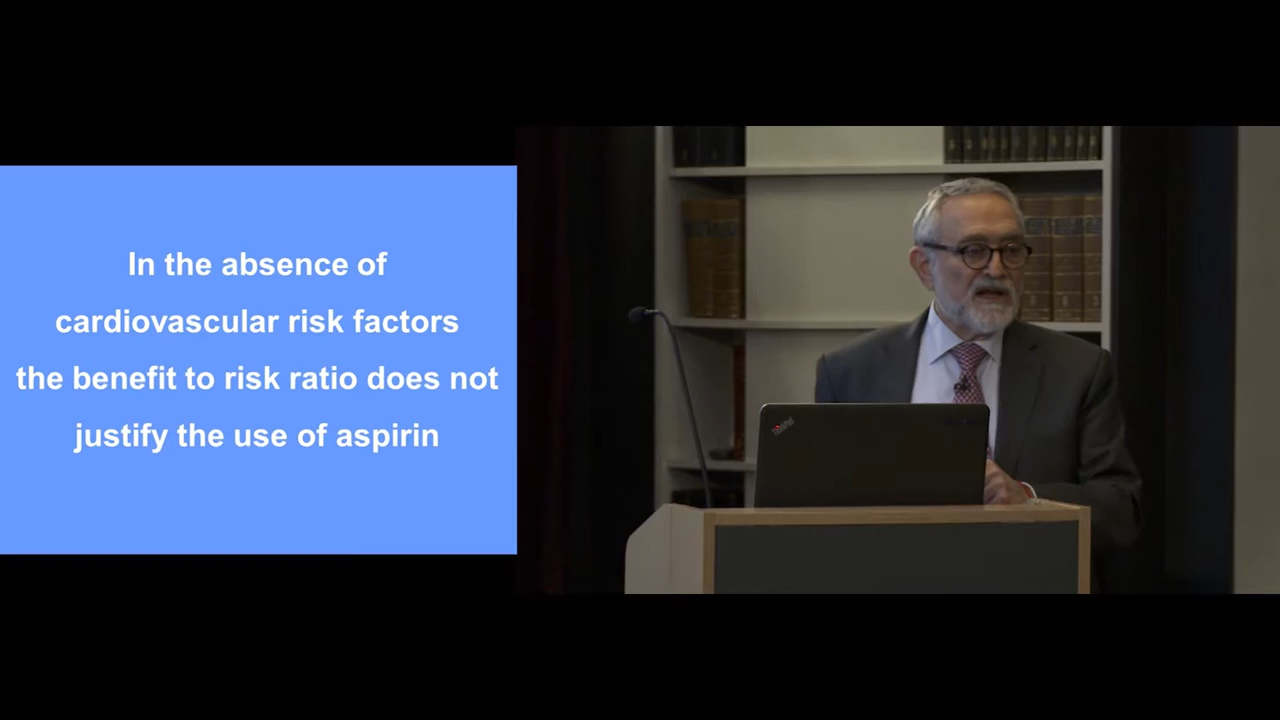 In the absence of
cardiovascular risk factors
the benefit to risk ratio does not
justify the use of aspirin
ThinkPad